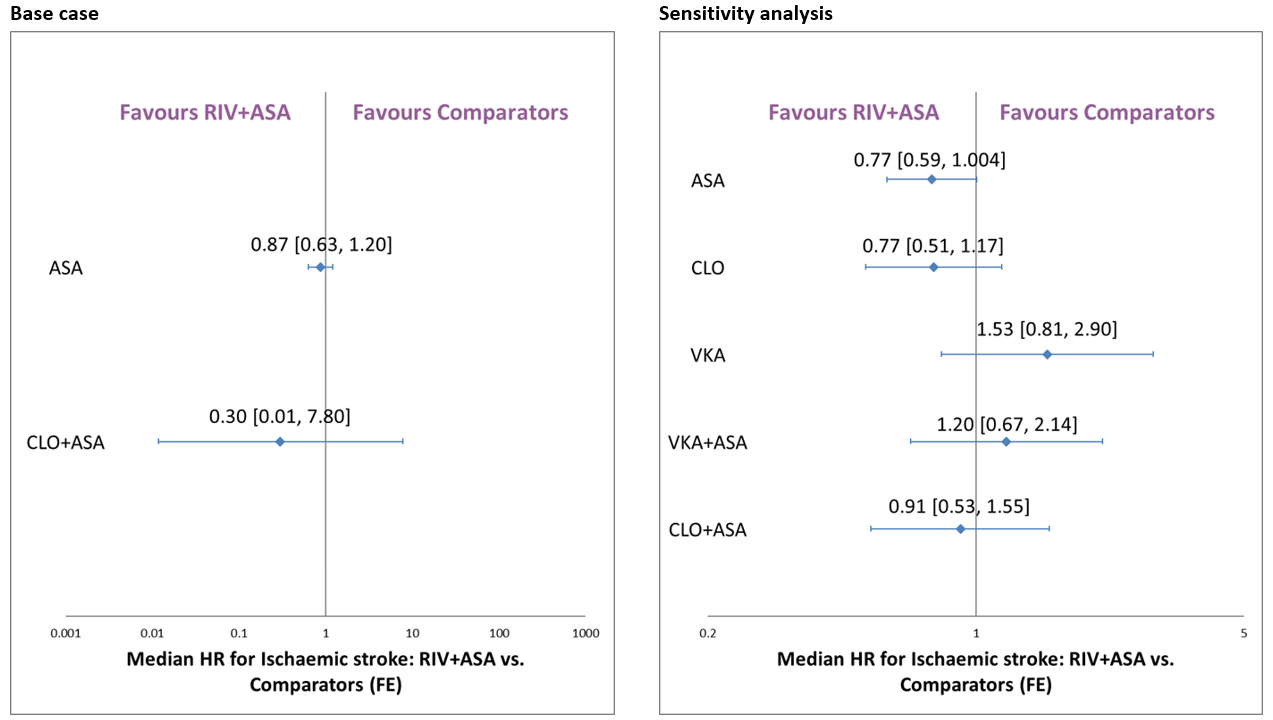 Base case
Favours RIV+ASA
Favours Comparators
0.87 [0.63, 1.20]
ASA
0.30 [0.01, 7.80]
CLO+ASA
0.001
0.01
0.1
1
10
100
1000
Median HR for Ischaemic stroke: RIV+ASA vs.
Comparators (FE)
Sensitivity analysis
Favours RIV+ASA
Favours Comparators
0.77 [0.59, 1.004]
ASA
0.77 [0.51, 1.17]
CLO
1.53 [0.81, 2.90]
VKA
1.20 [0.67, 2.14]
VKA+ASA
0.91 [0.53, 1.55]
CLO+ASA
0.2
1
5
Median HR for Ischaemic stroke: RIV+ASA vs.
Comparators (FE)